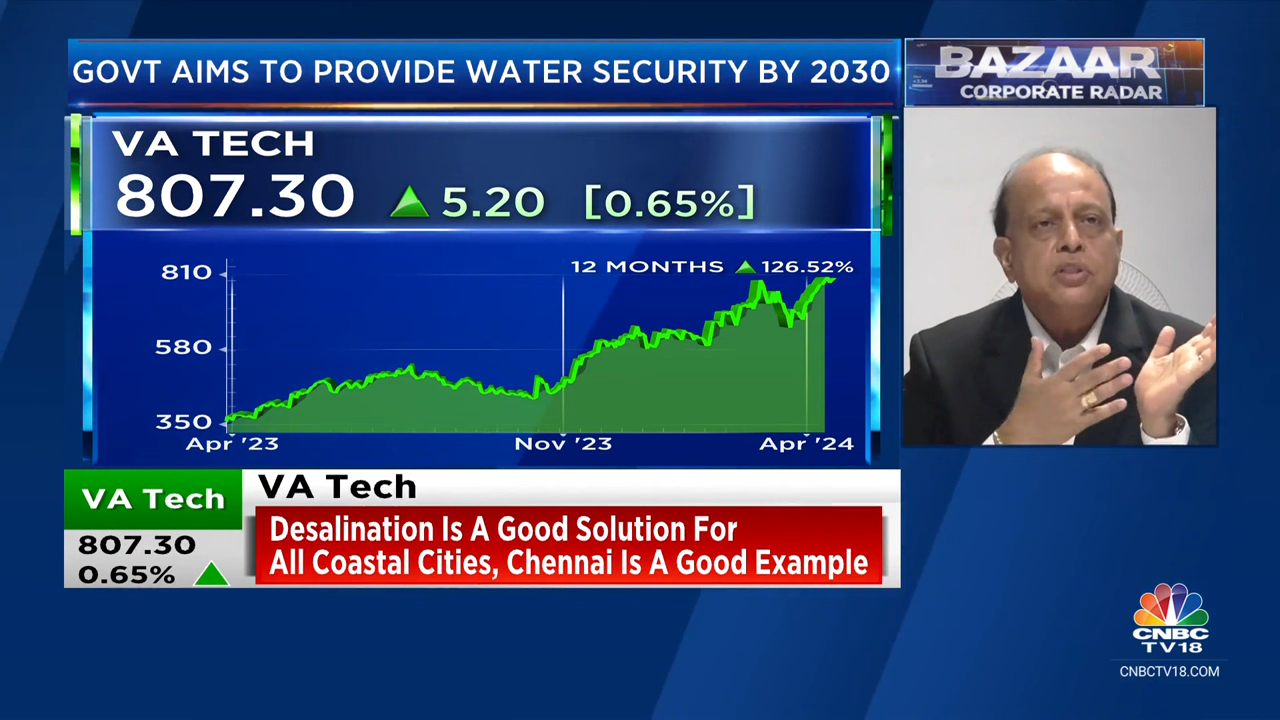 GOVT AIMS TO PROVIDE WATER SECURITY BY 2030
BAZAAR
CORPORATE RADAR
VA TECH
807.30 ▲ 5.20 [0.65%]
12 MONTHS ▲ 126.52%
810
580
350
Apr '23 Nov '23 Apr '24
VA Tech
807.30
0.65% ▲
VA Tech
Desalination Is A Good Solution For
All Coastal Cities, Chennai Is A Good Example
CNBC
TV18
CNBCTV18.COM